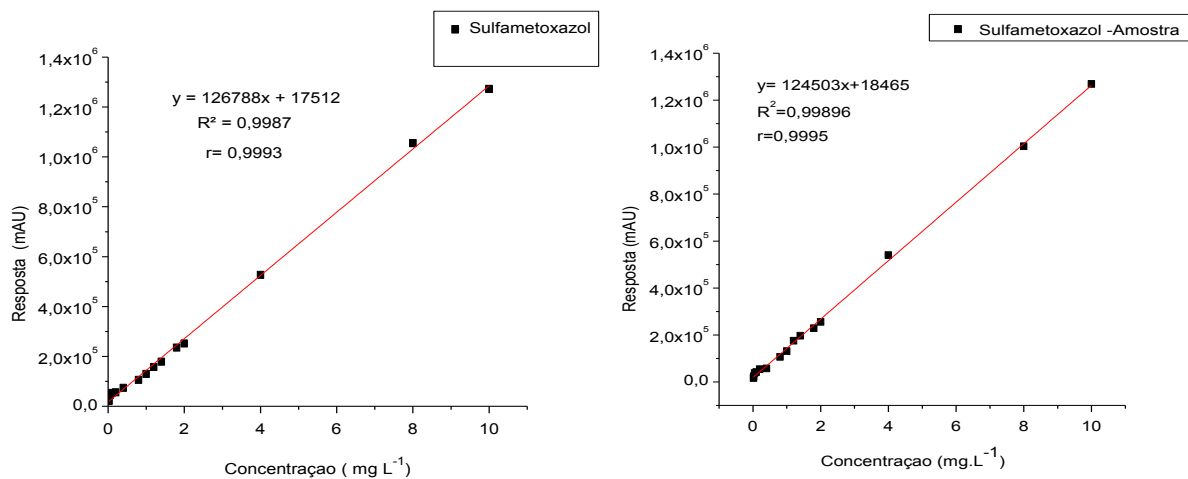 Sulfametoxazol
1,4x10⁶
1,2x10⁶
1,0x10⁶
8,0x10⁵
6,0x10⁵
4,0x10⁵
2,0x10⁵
0,0
Resposta (mAU)
y = 126788x + 17512
R² = 0,9987
r= 0,9993
0 2 4 6 8 10
Concentraçao ( mg L⁻¹)
Sulfametoxazol -Amostra
1,4x10⁶
1,2x10⁶
1,0x10⁶
8,0x10⁵
6,0x10⁵
4,0x10⁵
2,0x10⁵
0,0
Resposta (mAU)
y= 124503x+18465
R²=0,99896
r=0,9995
0 2 4 6 8 10
Concentraçao (mg.L⁻¹)